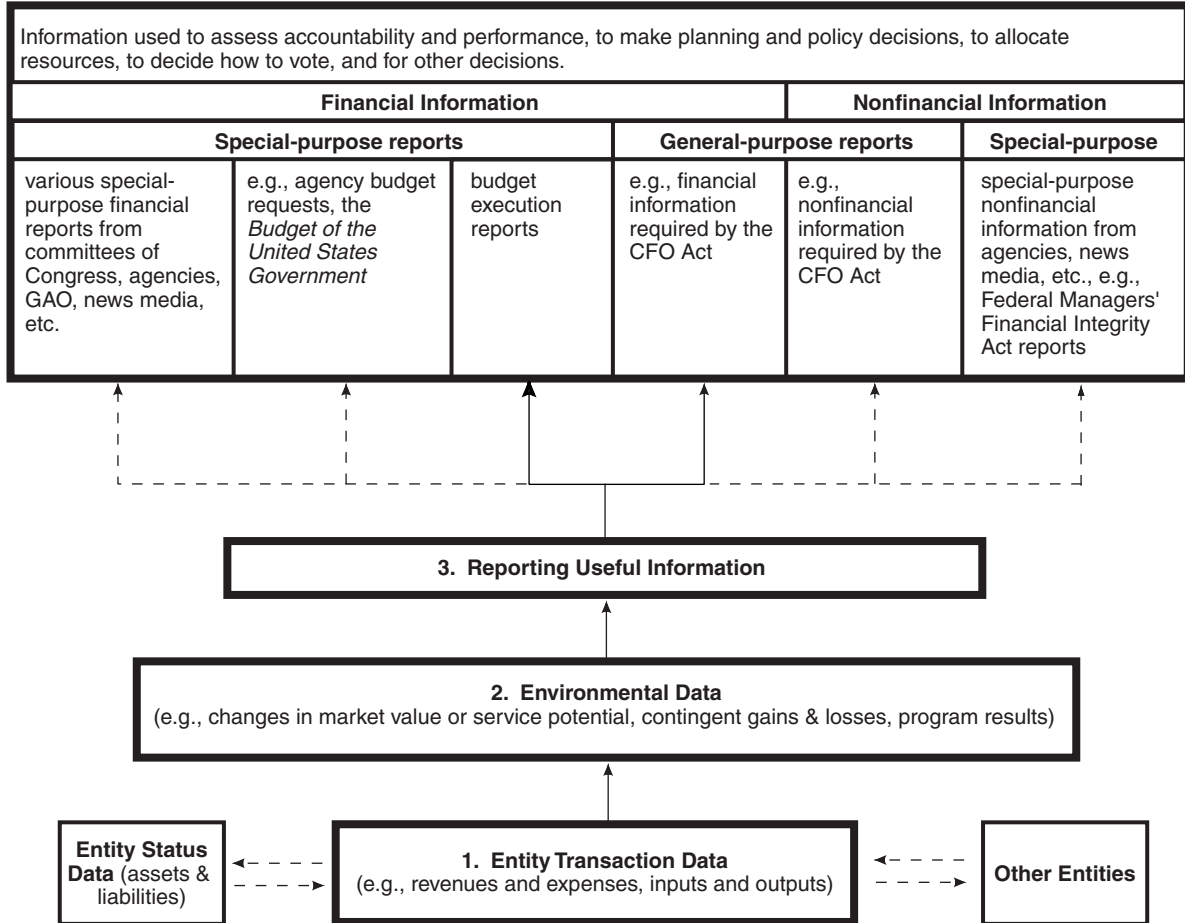 Information used to assess accountability and performance, to make planning and policy decisions, to allocate
resources, to decide how to vote, and for other decisions.
Financial Information
Nonfinancial Information
Special-purpose reports
General-purpose reports
Special-purpose
various special-
purpose financial
reports from
committees of
Congress, agencies,
GAO, news media,
etc.
e.g., agency budget
requests, the
Budget of the
United States
Government
budget
execution
reports
e.g., financial
information
required by the
CFO Act
e.g.,
nonfinancial
information
required by the
CFO Act
special-purpose
nonfinancial
information from
agencies, news
media, etc., e.g.,
Federal Managers'
Financial Integrity
Act reports
3. Reporting Useful Information
2. Environmental Data
(e.g., changes in market value or service potential, contingent gains & losses, program results)
Entity Status
Data (assets &
liabilities)
1. Entity Transaction Data
(e.g., revenues and expenses, inputs and outputs)
Other Entities